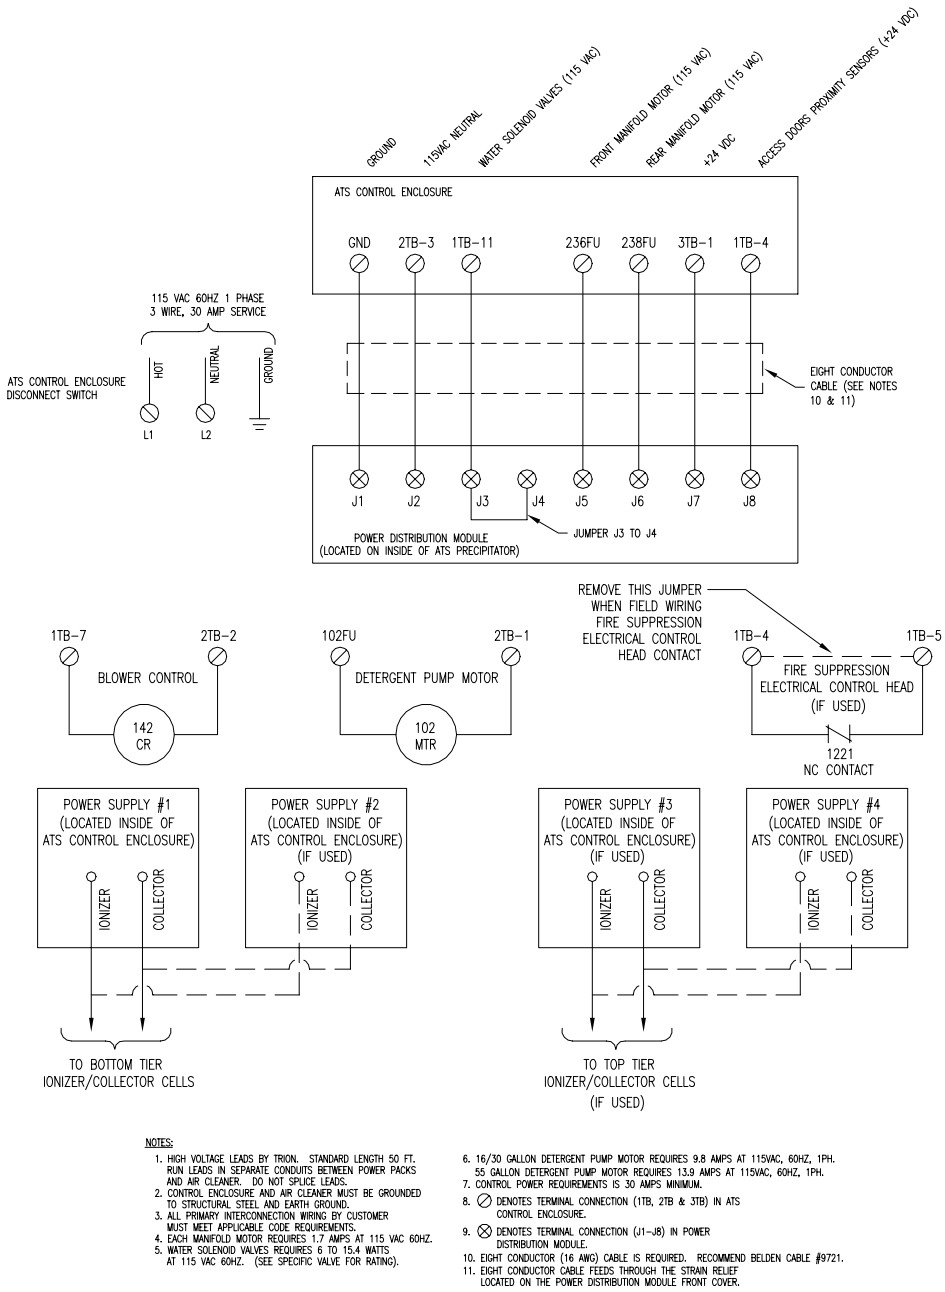 GROUND
115VAC NEUTRAL
WATER SOLENOID VALVES (115 VAC)
FRONT MANIFOLD MOTOR (115 VAC)
REAR MANIFOLD MOTOR (115 VAC)
+24 VDC
ACCESS DOORS PROXIMITY SENSORS (+24 VDC)
ATS CONTROL ENCLOSURE
GND 2TB-3 1TB-11 236FU 238FU 3TB-1 1TB-4
115 VAC 60HZ 1 PHASE
3 WIRE, 30 AMP SERVICE
HOT
NEUTRAL
GROUND
ATS CONTROL ENCLOSURE
DISCONNECT SWITCH
L1 L2
EIGHT CONDUCTOR
CABLE (SEE NOTES
10 & 11)
J1 J2 J3 J4 J5 J6 J7 J8
JUMPER J3 TO J4
POWER DISTRIBUTION MODULE
(LOCATED ON INSIDE OF ATS PRECIPITATOR)
REMOVE THIS JUMPER
WHEN FIELD WIRING
FIRE SUPPRESSION
ELECTRICAL CONTROL
HEAD CONTACT
1TB-7 2TB-2
BLOWER CONTROL
142
CR
102FU 2TB-1
DETERGENT PUMP MOTOR
102
MTR
1TB-4 1TB-5
FIRE SUPPRESSION
ELECTRICAL CONTROL HEAD
(IF USED)
1221
NC CONTACT
POWER SUPPLY #1
(LOCATED INSIDE OF
ATS CONTROL ENCLOSURE)
IONIZER
COLLECTOR
POWER SUPPLY #2
(LOCATED INSIDE OF
ATS CONTROL ENCLOSURE)
(IF USED)
IONIZER
COLLECTOR
POWER SUPPLY #3
(LOCATED INSIDE OF
ATS CONTROL ENCLOSURE)
(IF USED)
IONIZER
COLLECTOR
POWER SUPPLY #4
(LOCATED INSIDE OF
ATS CONTROL ENCLOSURE)
(IF USED)
IONIZER
COLLECTOR
TO BOTTOM TIER
IONIZER/COLLECTOR CELLS
TO TOP TIER
IONIZER/COLLECTOR CELLS
(IF USED)
NOTES:
1. HIGH VOLTAGE LEADS BY TRION. STANDARD LENGTH 50 FT.
RUN LEADS IN SEPARATE CONDUITS BETWEEN POWER PACKS
AND AIR CLEANER. DO NOT SPLICE LEADS.
2. CONTROL ENCLOSURE AND AIR CLEANER MUST BE GROUNDED
TO STRUCTURAL STEEL AND EARTH GROUND.
3. ALL PRIMARY INTERCONNECTION WIRING BY CUSTOMER
MUST MEET APPLICABLE CODE REQUIREMENTS.
4. EACH MANIFOLD MOTOR REQUIRES 1.7 AMPS AT 115 VAC 60HZ.
5. WATER SOLENOID VALVES REQUIRES 6 TO 15.4 WATTS
AT 115 VAC 60HZ. (SEE SPECIFIC VALVE FOR RATING).
6. 16/30 GALLON DETERGENT PUMP MOTOR REQUIRES 9.8 AMPS AT 115VAC, 60HZ, 1PH.
55 GALLON DETERGENT PUMP MOTOR REQUIRES 13.9 AMPS AT 115VAC, 60HZ, 1PH.
7. CONTROL POWER REQUIREMENTS IS 30 AMPS MINIMUM.
8. DENOTES TERMINAL CONNECTION (1TB, 2TB & 3TB) IN ATS
CONTROL ENCLOSURE.
9. DENOTES TERMINAL CONNECTION (J1-J8) IN POWER
DISTRIBUTION MODULE.
10. EIGHT CONDUCTOR (16 AWG) CABLE IS REQUIRED. RECOMMEND BELDEN CABLE #9721.
11. EIGHT CONDUCTOR CABLE FEEDS THROUGH THE STRAIN RELIEF
LOCATED ON THE POWER DISTRIBUTION MODULE FRONT COVER.